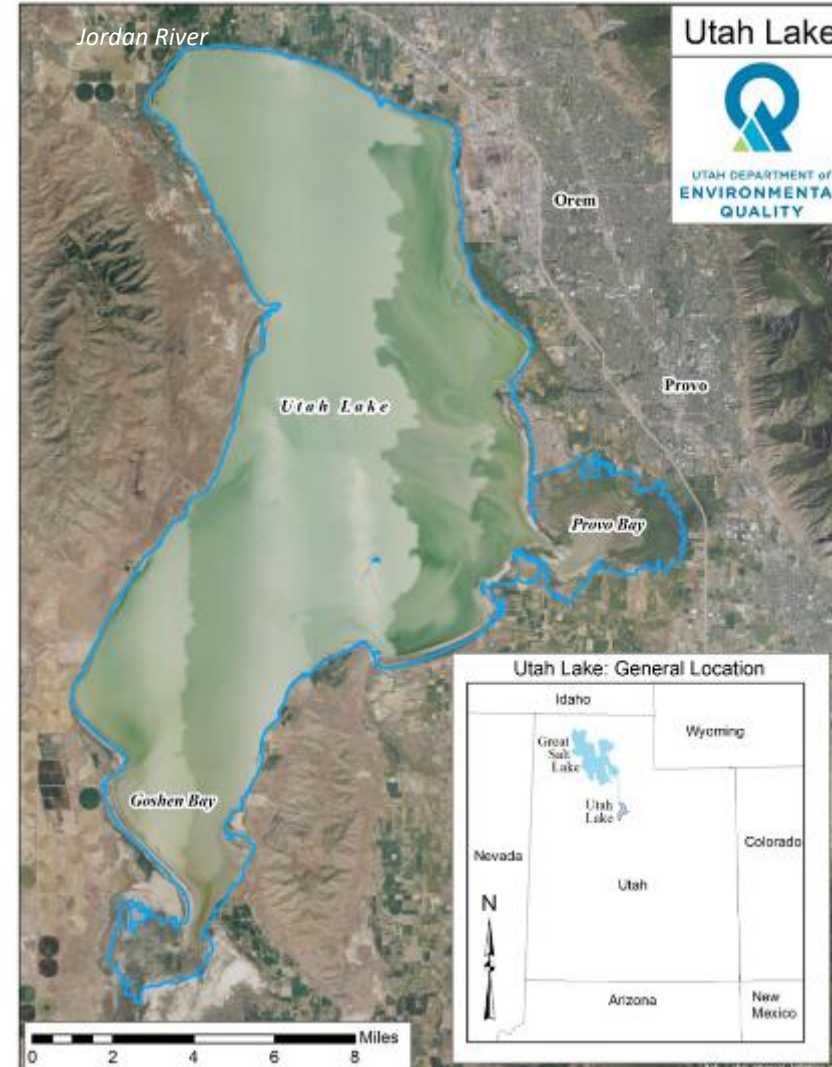 Jordan River
Utah Lake
UTAH DEPARTMENT of
ENVIRONMENTA
QUALITY
Orem
Provo
Utah Lake
Provo Bay
Goshen Bay
Utah Lake: General Location
Idaho
Wyoming
Great
Salt
Lake
Utah
Lake
Nevada
Colorado
Utah
N
Arizona
New
Mexico
Miles
0 2 4 6 8